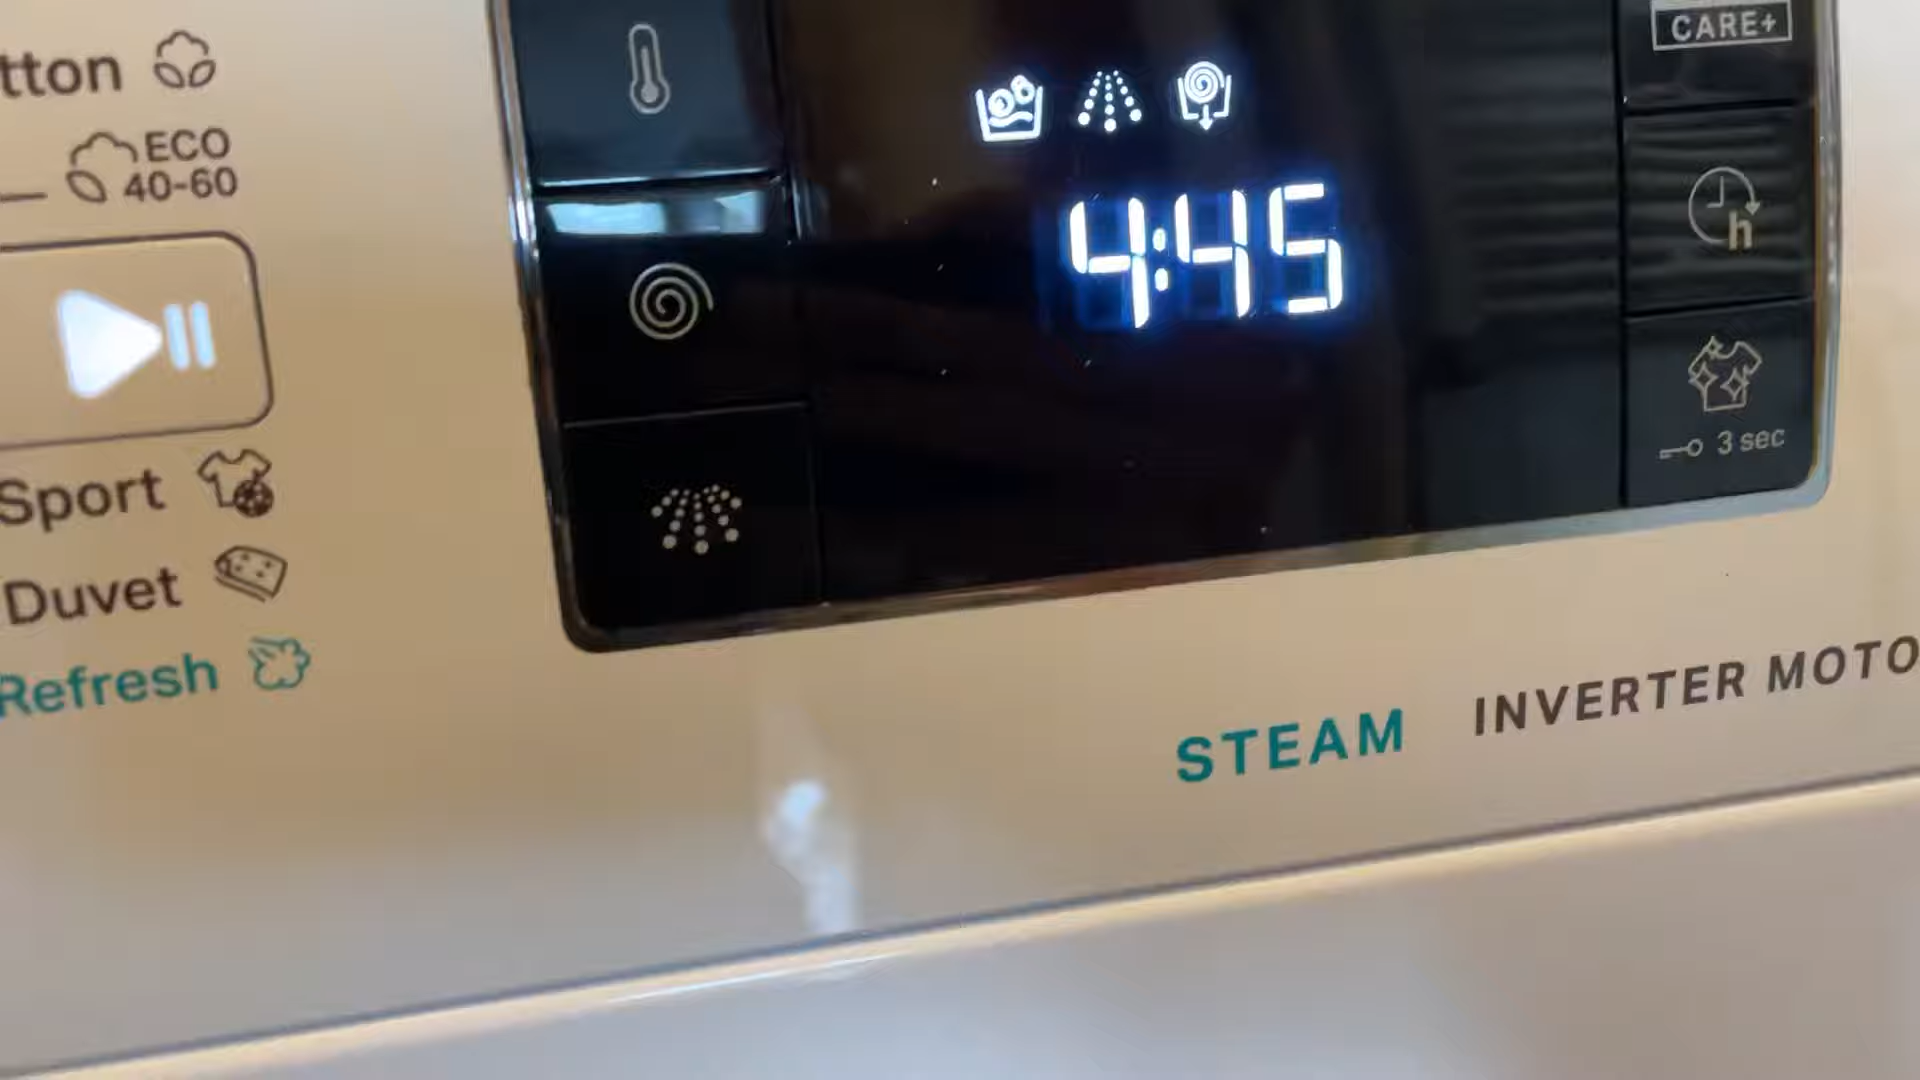 tton
ECO
40-60
Sport
Duvet
Refresh
4:45
CARE+
h
3 sec
STEAM
INVERTER MOTO